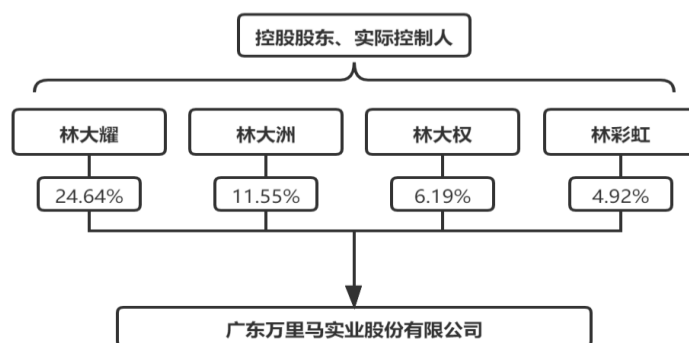 控股股东、实际控制人
林大耀
林大洲
林大权
林彩虹
24.64%
11.55%
6.19%
4.92%
广东万里马实业股份有限公司